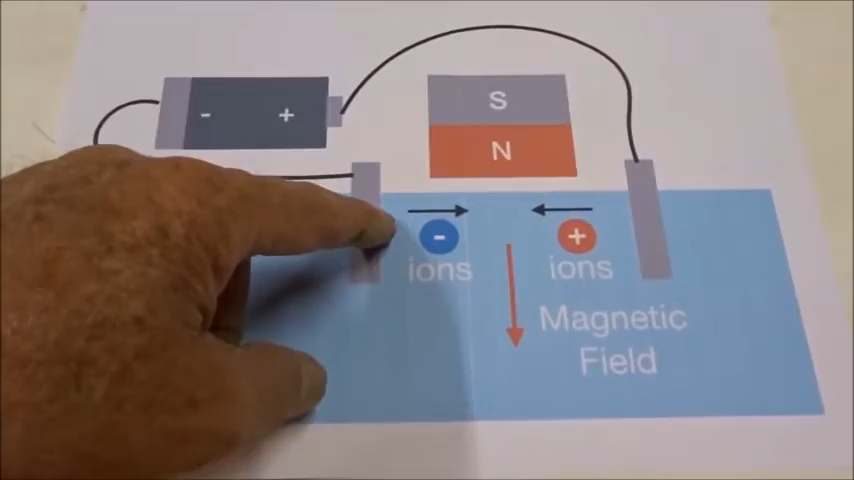 - +
S
N
- +
ions ions
Magnetic
Field